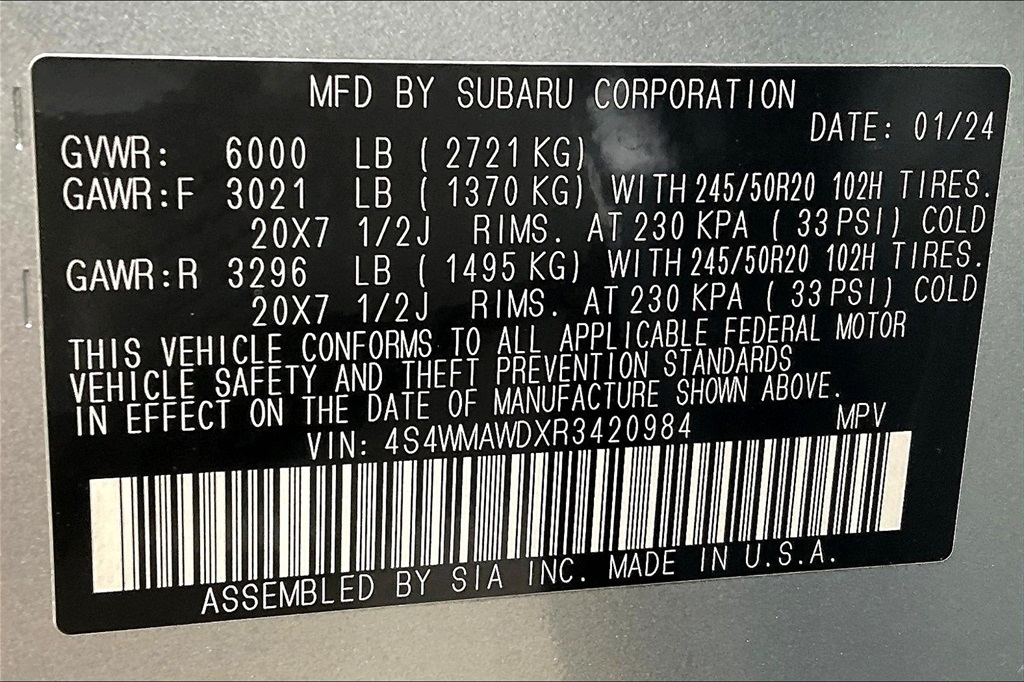 MFD BY SUBARU CORPORATION
DATE: 01/24
GVWR: 6000 LB ( 2721 KG)
GAWR:F 3021 LB ( 1370 KG) WITH 245/50R20 102H TIRES.
20X7 1/2J RIMS. AT 230 KPA ( 33 PSI) COLD
GAWR:R 3296 LB ( 1495 KG) WITH 245/50R20 102H TIRES.
20X7 1/2J RIMS. AT 230 KPA ( 33 PSI) COLD
THIS VEHICLE CONFORMS TO ALL APPLICABLE FEDERAL MOTOR
VEHICLE SAFETY AND THEFT PREVENTION STANDARDS
IN EFFECT ON THE DATE OF MANUFACTURE SHOWN ABOVE.
VIN: 4S4WMAWDXR3420984 MPV
ASSEMBLED BY SIA INC. MADE IN U.S.A.